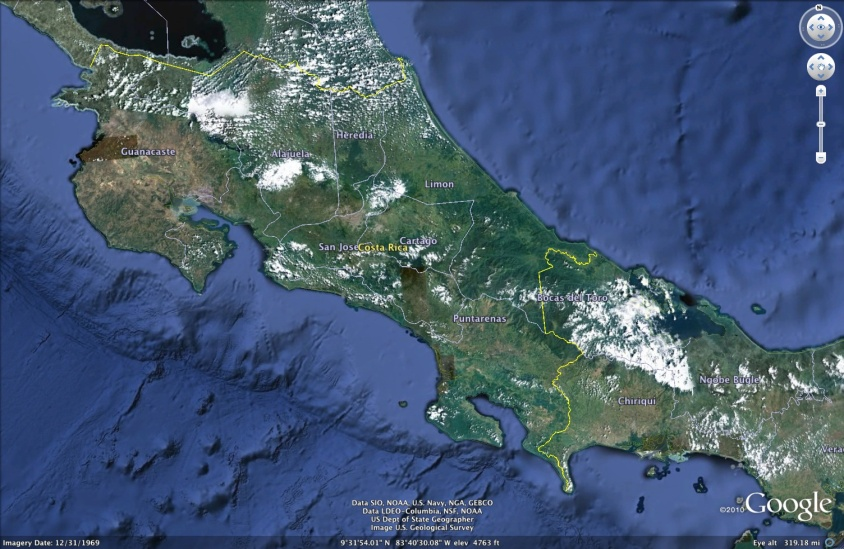 N
Guanacaste
Heredia
Alajuela
Limon
San Jose
Costa Rica
Cartago
Bocas del Toro
Puntarenas
Ngobe Bugle
Chiriqui
Vera
Data SIO, NOAA, U.S. Navy, NGA, GEBCO
Data LDEO-Columbia, NSF, NOAA
US Dept of State Geographer
Image U.S. Geological Survey
©2010 Google
Imagery Date: 12/31/1969
9°31'54.01" N 83°40'30.08" W elev 4763 ft
Eye alt 319.18 mi